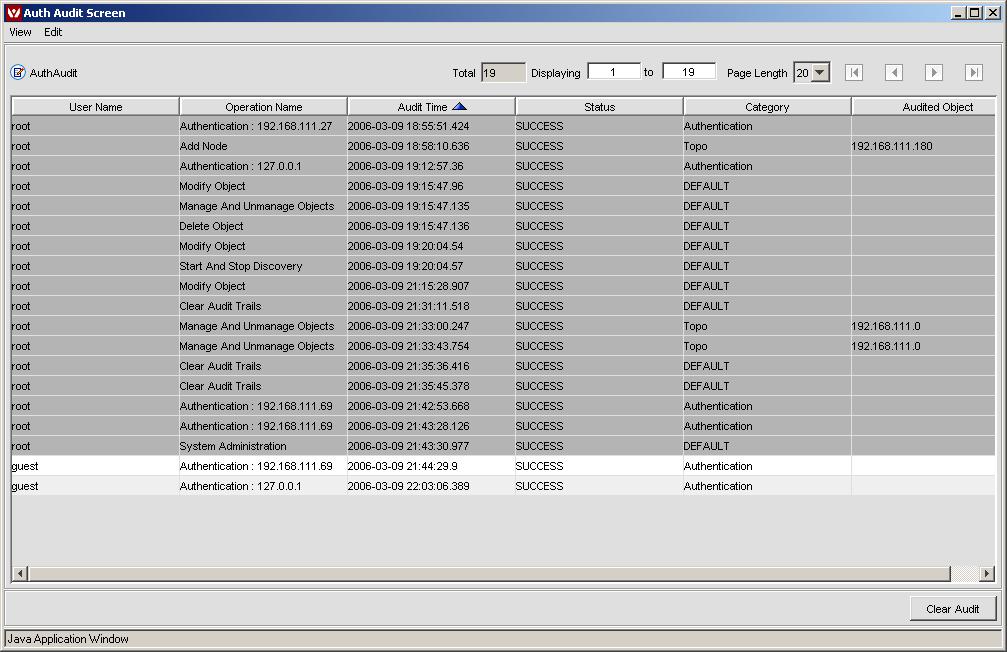 Auth Audit Screen
View Edit
AuthAudit Total 19 Displaying 1 to 19 Page Length 20
User Name Operation Name Audit Time Status Category Audited Object
root Authentication : 192.168.111.27 2006-03-09 18:55:51.424 SUCCESS Authentication
root Add Node 2006-03-09 18:58:10.636 SUCCESS Topo 192.168.111.180
root Authentication : 127.0.0.1 2006-03-09 19:12:57.36 SUCCESS Authentication
root Modify Object 2006-03-09 19:15:47.96 SUCCESS DEFAULT
root Manage And Unmanage Objects 2006-03-09 19:15:47.135 SUCCESS DEFAULT
root Delete Object 2006-03-09 19:15:47.136 SUCCESS DEFAULT
root Modify Object 2006-03-09 19:20:04.54 SUCCESS DEFAULT
root Start And Stop Discovery 2006-03-09 19:20:04.57 SUCCESS DEFAULT
root Modify Object 2006-03-09 21:15:28.907 SUCCESS DEFAULT
root Clear Audit Trails 2006-03-09 21:31:11.518 SUCCESS DEFAULT
root Manage And Unmanage Objects 2006-03-09 21:33:00.247 SUCCESS Topo 192.168.111.0
root Manage And Unmanage Objects 2006-03-09 21:33:43.754 SUCCESS Topo 192.168.111.0
root Clear Audit Trails 2006-03-09 21:35:36.416 SUCCESS DEFAULT
root Clear Audit Trails 2006-03-09 21:35:45.378 SUCCESS DEFAULT
root Authentication : 192.168.111.69 2006-03-09 21:42:53.668 SUCCESS Authentication
root Authentication : 192.168.111.69 2006-03-09 21:43:28.126 SUCCESS Authentication
root System Administration 2006-03-09 21:43:30.977 SUCCESS DEFAULT
guest Authentication : 192.168.111.69 2006-03-09 21:44:29.9 SUCCESS Authentication
guest Authentication : 127.0.0.1 2006-03-09 22:03:06.389 SUCCESS Authentication
Clear Audit
Java Application Window